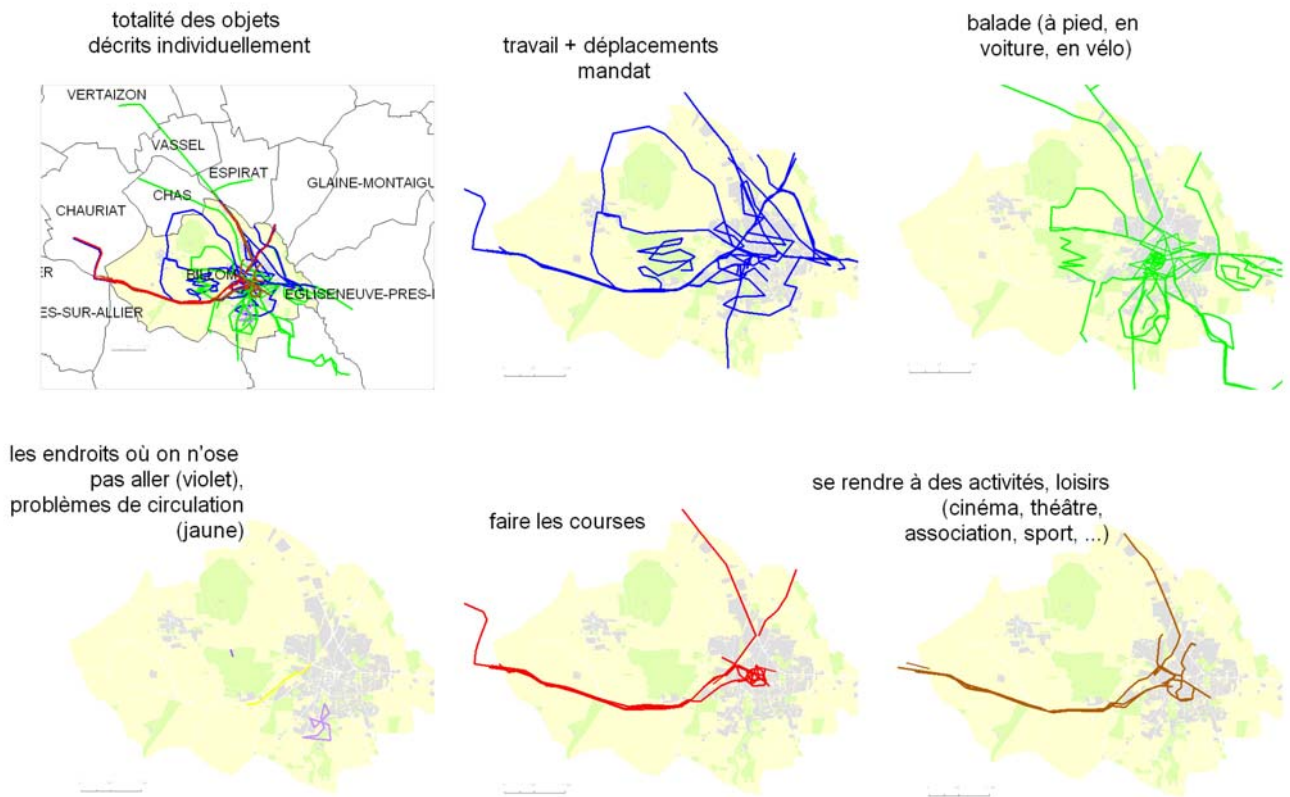 totalité des objets
décrits individuellement
VERTAIZON
VASSEL
ESPIRAT
GLAINE-MONTAIGU
CHAS
CHAURIAT
BILLOM
EGLISENEUVE-PRES-
ES-SUR-ALLIER
travail + déplacements
mandat
balade (à pied, en
voiture, en vélo)
les endroits où on n'ose
pas aller (violet),
problèmes de circulation
(jaune)
faire les courses
se rendre à des activités, loisirs
(cinéma, théâtre,
association, sport, ...)